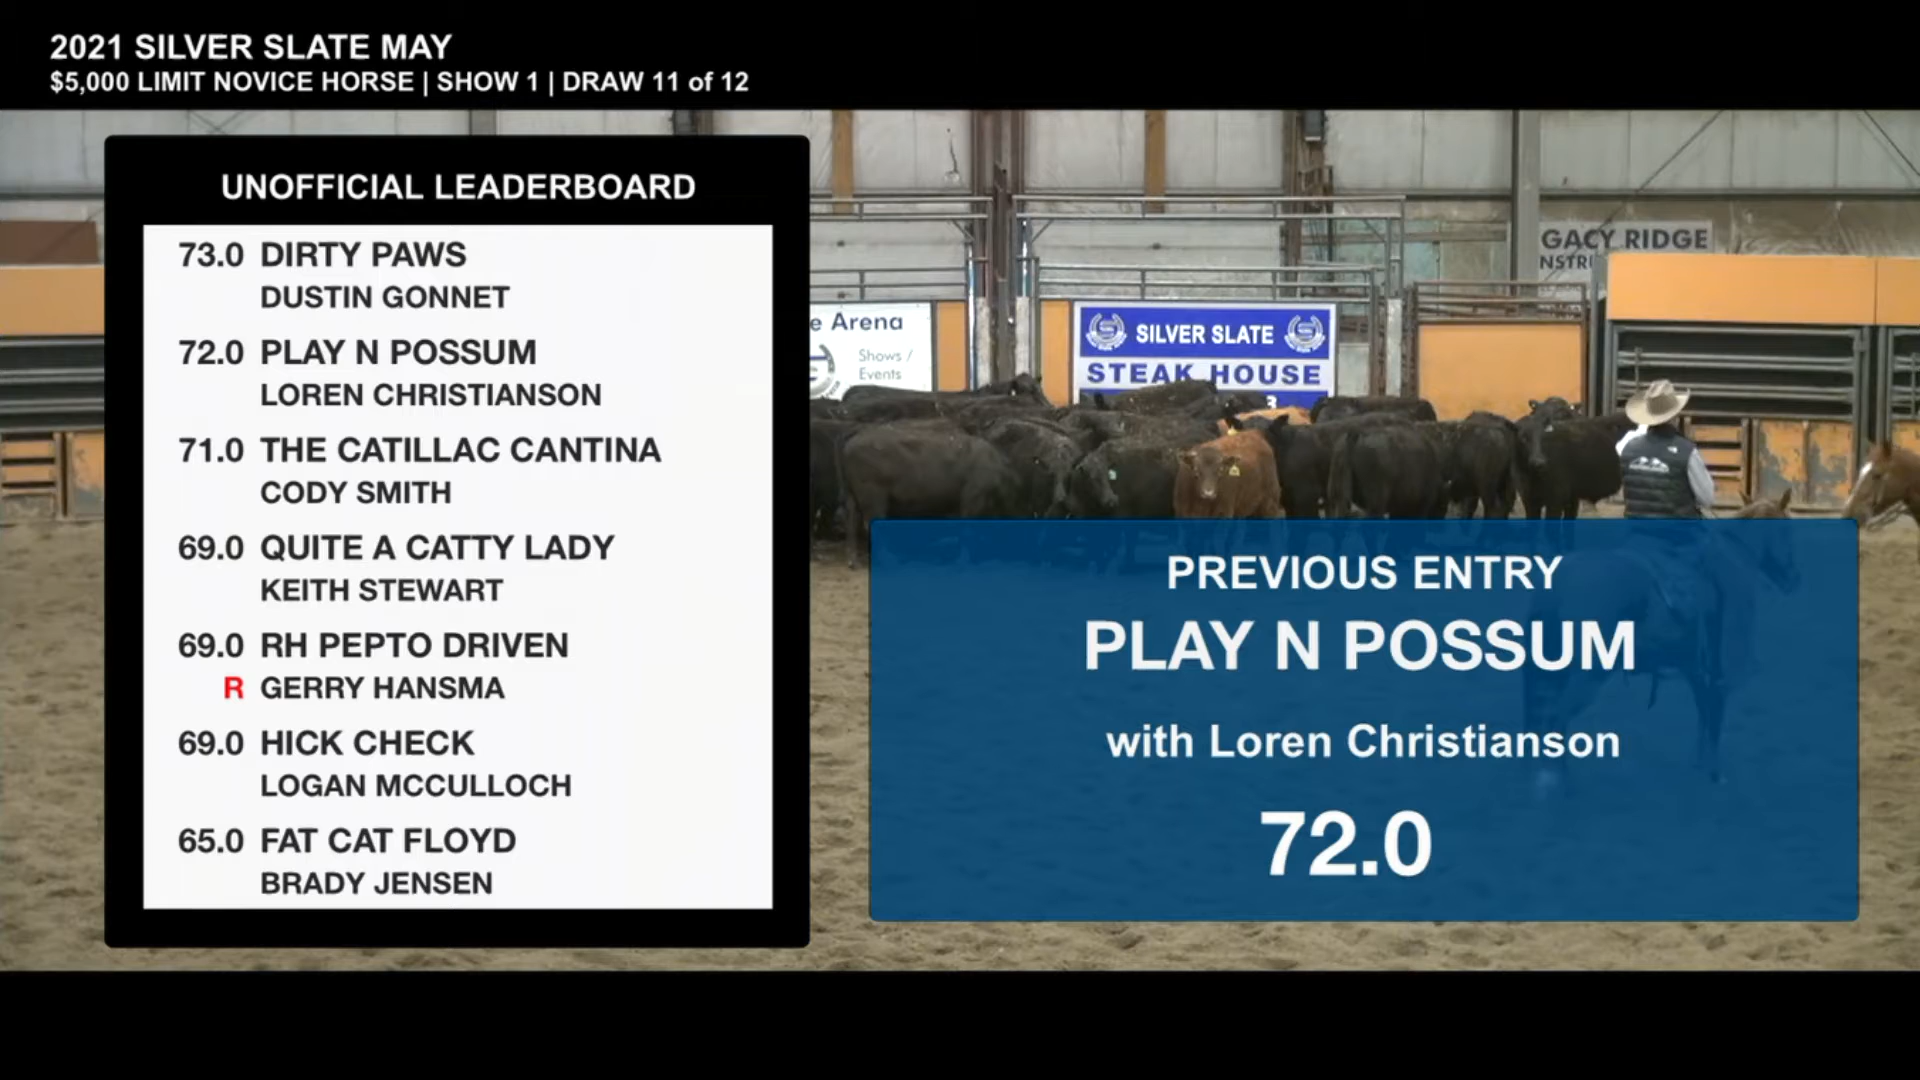 2021 SILVER SLATE MAY
$5,000 LIMIT NOVICE HORSE | SHOW 1 | DRAW 11 of 12
UNOFFICIAL LEADERBOARD
73.0 DIRTY PAWS
DUSTIN GONNET
72.0 PLAY N POSSUM
LOREN CHRISTIANSON
71.0 THE CATILLAC CANTINA
CODY SMITH
69.0 QUITE A CATTY LADY
KEITH STEWART
69.0 RH PEPTO DRIVEN
R GERRY HANSMA
69.0 HICK CHECK
LOGAN MCCULLOCH
65.0 FAT CAT FLOYD
BRADY JENSEN
GACY RIDGE
NSTR
e Arena
Shows /
Events
SILVER SLATE
STEAK HOUSE
3
PREVIOUS ENTRY
PLAY N POSSUM
with Loren Christianson
72.0